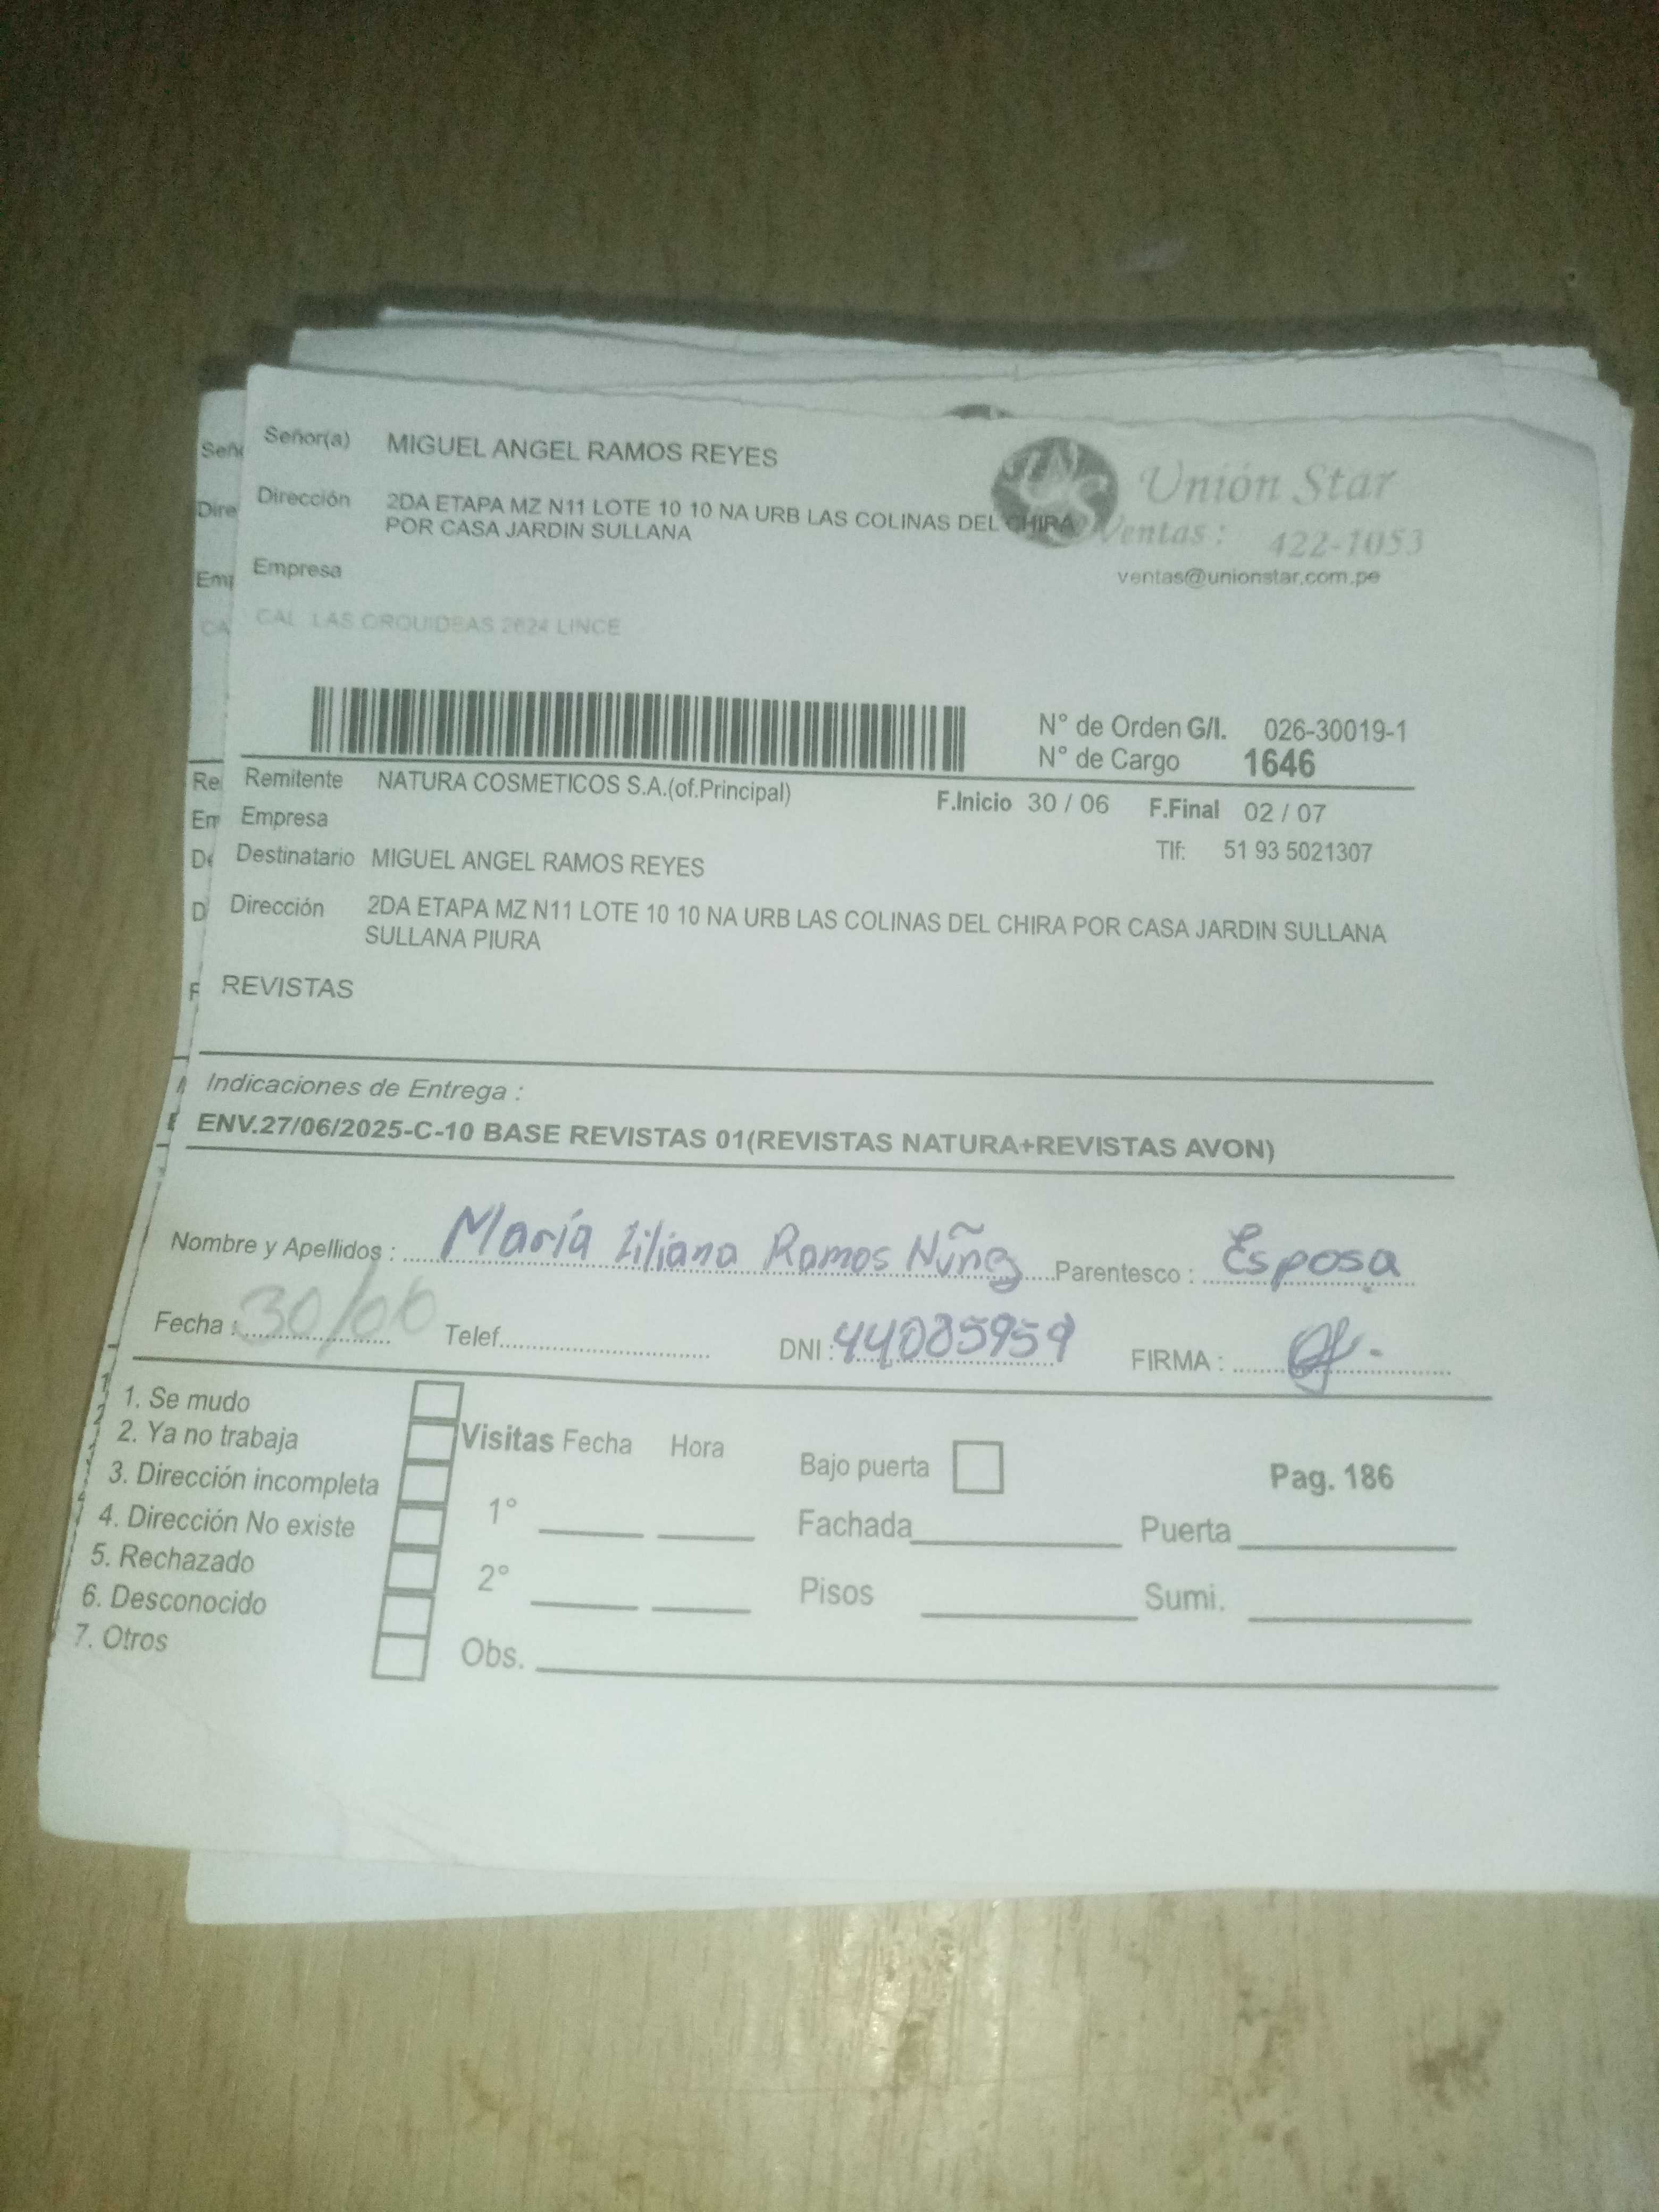 Señor(a) MIGUEL ANGEL RAMOS REYES
Dirección 2DA ETAPA MZ N11 LOTE 10 10 NA URB LAS COLINAS DEL CHIRA
POR CASA JARDIN SULLANA
Unión Star
Ventas : 422-1053
ventas@unionstar.com.pe
Empresa
CAL LAS ORQUIDEAS 2624 LINCE
N° de Orden G/I. 026-30019-1
N° de Cargo 1646
Remitente NATURA COSMETICOS S.A.(of.Principal)
F.Inicio 30 / 06 F.Final 02 / 07
Empresa
Tlf: 51 93 5021307
Destinatario MIGUEL ANGEL RAMOS REYES
Dirección 2DA ETAPA MZ N11 LOTE 10 10 NA URB LAS COLINAS DEL CHIRA POR CASA JARDIN SULLANA
SULLANA PIURA
REVISTAS
Indicaciones de Entrega :
ENV.27/06/2025-C-10 BASE REVISTAS 01(REVISTAS NATURA+REVISTAS AVON)
Nombre y Apellidos : María Liliana Ramos Núñez Parentesco : Esposa
Fecha : 30/06 Telef. DNI : 44085959 FIRMA :
1. Se mudo
2. Ya no trabaja
3. Dirección incompleta
4. Dirección No existe
5. Rechazado
6. Desconocido
7. Otros
Visitas Fecha Hora
1°
2°
Obs.
Bajo puerta
Pag. 186
Fachada Puerta
Pisos Sumi.